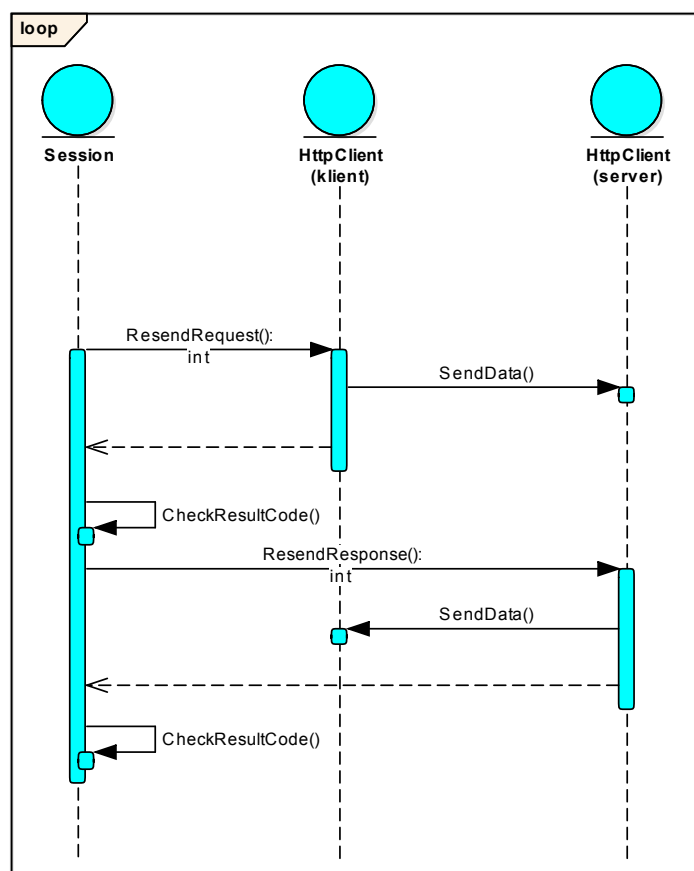 loop
Session
HttpClient
(klient)
HttpClient
(server)
ResendRequest():
int
SendData()
CheckResultCode()
ResendResponse():
int
SendData()
CheckResultCode()